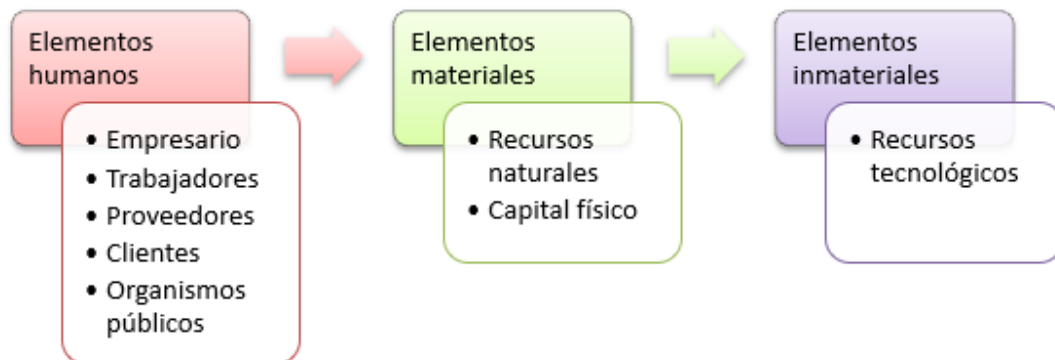 Elementos
humanos
• Empresario
• Trabajadores
• Proveedores
• Clientes
• Organismos
públicos
Elementos
materiales
• Recursos
naturales
• Capital físico
Elementos
inmateriales
• Recursos
tecnológicos